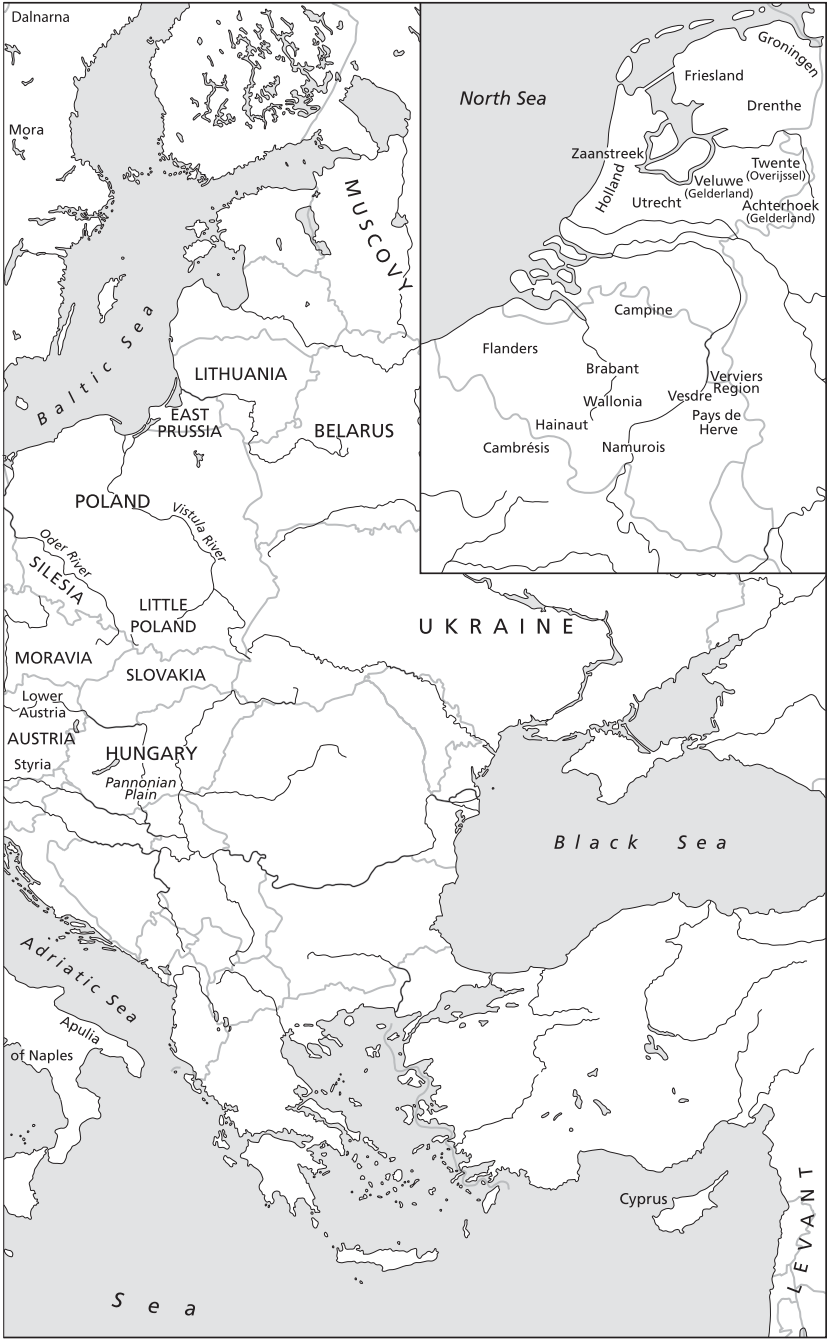 Dalnarna
Mora
Baltic Sea
MUSCOVY
LITHUANIA
EAST
PRUSSIA
BELARUS
POLAND
Vistula River
Oder River
SILESIA
LITTLE
POLAND
UKRAINE
MORAVIA
SLOVAKIA
Lower
Austria
AUSTRIA
HUNGARY
Styria
Pannonian
Plain
Black Sea
Adriatic Sea
Apulia
of Naples
Cyprus
LEVANT
Sea
North Sea
Groningen
Friesland
Drenthe
Zaanstreek
Holland
Twente
(Overijssel)
Veluwe
(Gelderland)
Utrecht
Achterhoek
(Gelderland)
Campine
Flanders
Brabant
Verviers
Region
Wallonia
Vesdre
Pays de
Herve
Hainaut
Cambrésis
Namurois